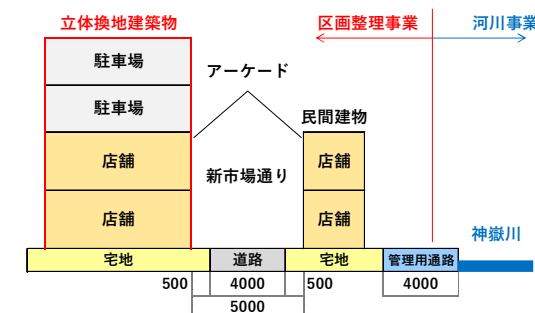 立体換地建築物
区画整理事業
河川事業
駐車場
アーケード
駐車場
民間建物
店舗
店舗
新市場通り
店舗
店舗
神嶽川
宅地
道路
宅地
管理用通路
500
4000
500
4000
5000